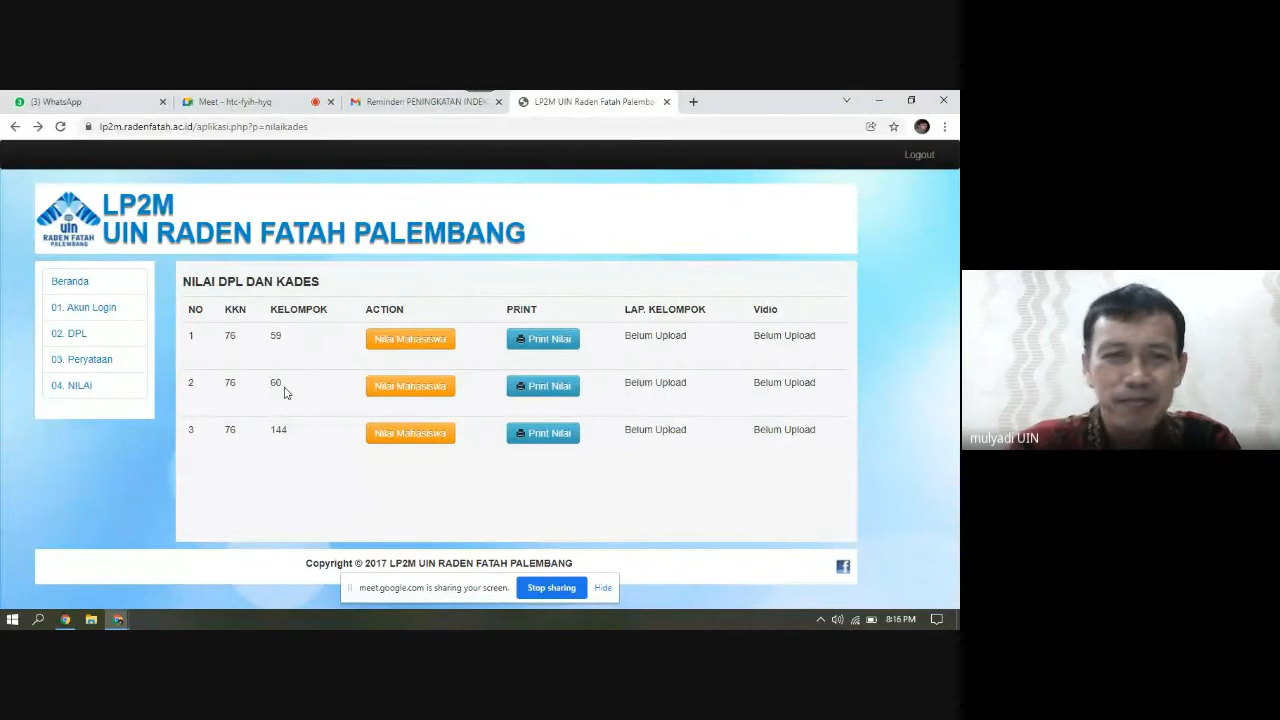 (3) WhatsApp
Meet - htc-fyih-hyq
Reminder: PENINGKATAN INDEK
LP2M UIN Raden Fatah Palemba
lp2m.radenfatah.ac.id/aplikasi.php?p=nilaikades
Logout
uin
RADEN FATAH
PALEMBANG
LP2M
UIN RADEN FATAH PALEMBANG
Beranda
01. Akun Login
02. DPL
03. Peryataan
04. NILAI
NILAI DPL DAN KADES
NO KKN KELOMPOK ACTION PRINT LAP. KELOMPOK Vidio
1 76 59 Nilai Mahasiswa Print Nilai Belum Upload Belum Upload
2 76 60 Nilai Mahasiswa Print Nilai Belum Upload Belum Upload
3 76 144 Nilai Mahasiswa Print Nilai Belum Upload Belum Upload
Copyright © 2017 LP2M UIN RADEN FATAH PALEMBANG
meet.google.com is sharing your screen. Stop sharing Hide
8:16 PM
mulyadi UIN